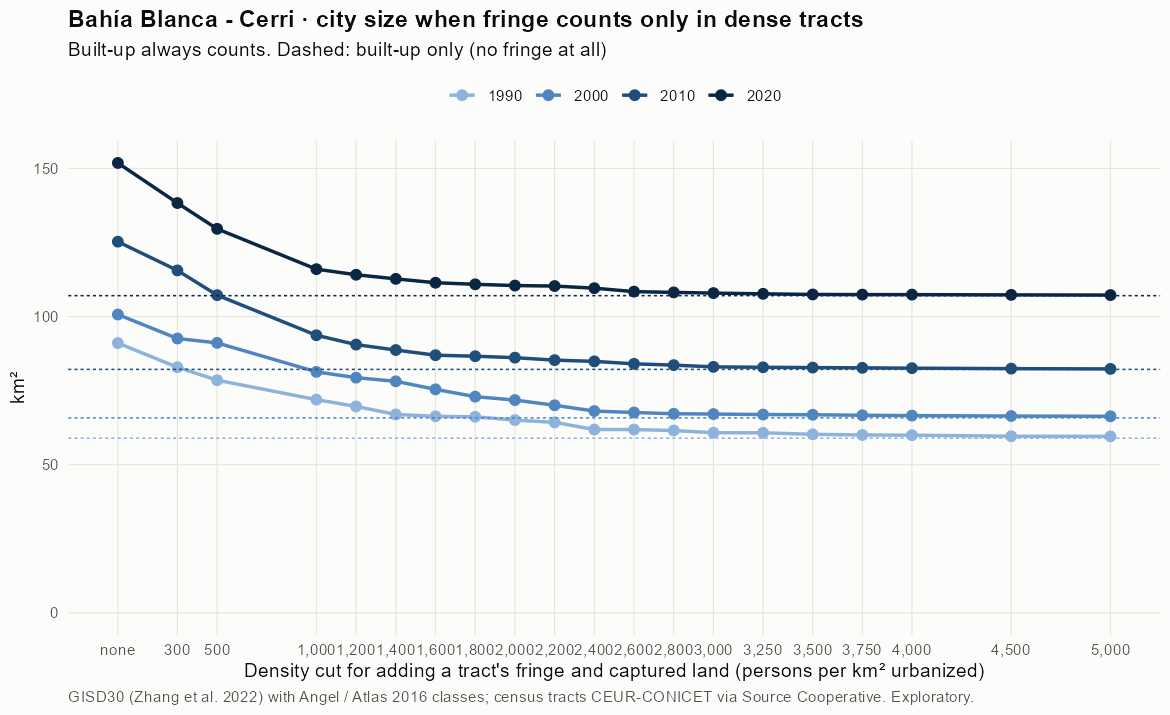 Bahía Blanca - Cerri · city size when fringe counts only in dense tracts
Built-up always counts. Dashed: built-up only (no fringe at all)
1990 2000 2010 2020
150
100
50
0
km²
none 300 500 1,000 1,200 1,400 1,600 1,800 2,000 2,200 2,400 2,600 2,800 3,000 3,250 3,500 3,750 4,000 4,500 5,000
Density cut for adding a tract's fringe and captured land (persons per km² urbanized)
GISD30 (Zhang et al. 2022) with Angel / Atlas 2016 classes; census tracts CEUR-CONICET via Source Cooperative. Exploratory.